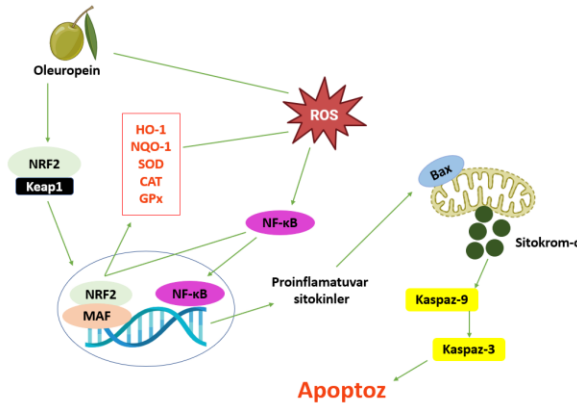 Oleuropein
ROS
HO-1
NQO-1
SOD
CAT
GPx
NRF2
Keap1
Bax
NF-κB
Sitokrom-c
NRF2
MAF
NF-κB
Proinflamatuvar
sitokinler
Kaspaz-9
Kaspaz-3
Apoptoz